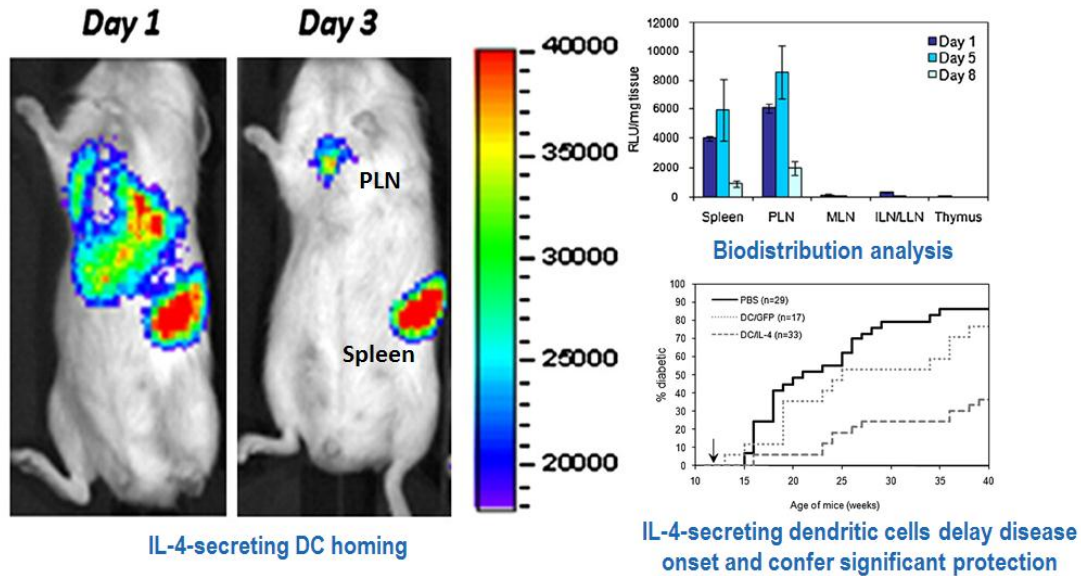 Day 1
Day 3
PLN
Spleen
40000
35000
30000
25000
20000
IL-4-secreting DC homing
12000
10000
8000
6000
4000
2000
0
RLU/mg tissue
Day 1
Day 5
Day 8
Spleen PLN MLN ILN/LLN Thymus
Biodistribution analysis
100
90
80
70
60
50
40
30
20
10
0
% diabetic
PBS (n=29)
DC/GFP (n=17)
DC/IL-4 (n=33)
10 15 20 25 30 35 40
Age of mice (weeks)
IL-4-secreting dendritic cells delay disease
onset and confer significant protection